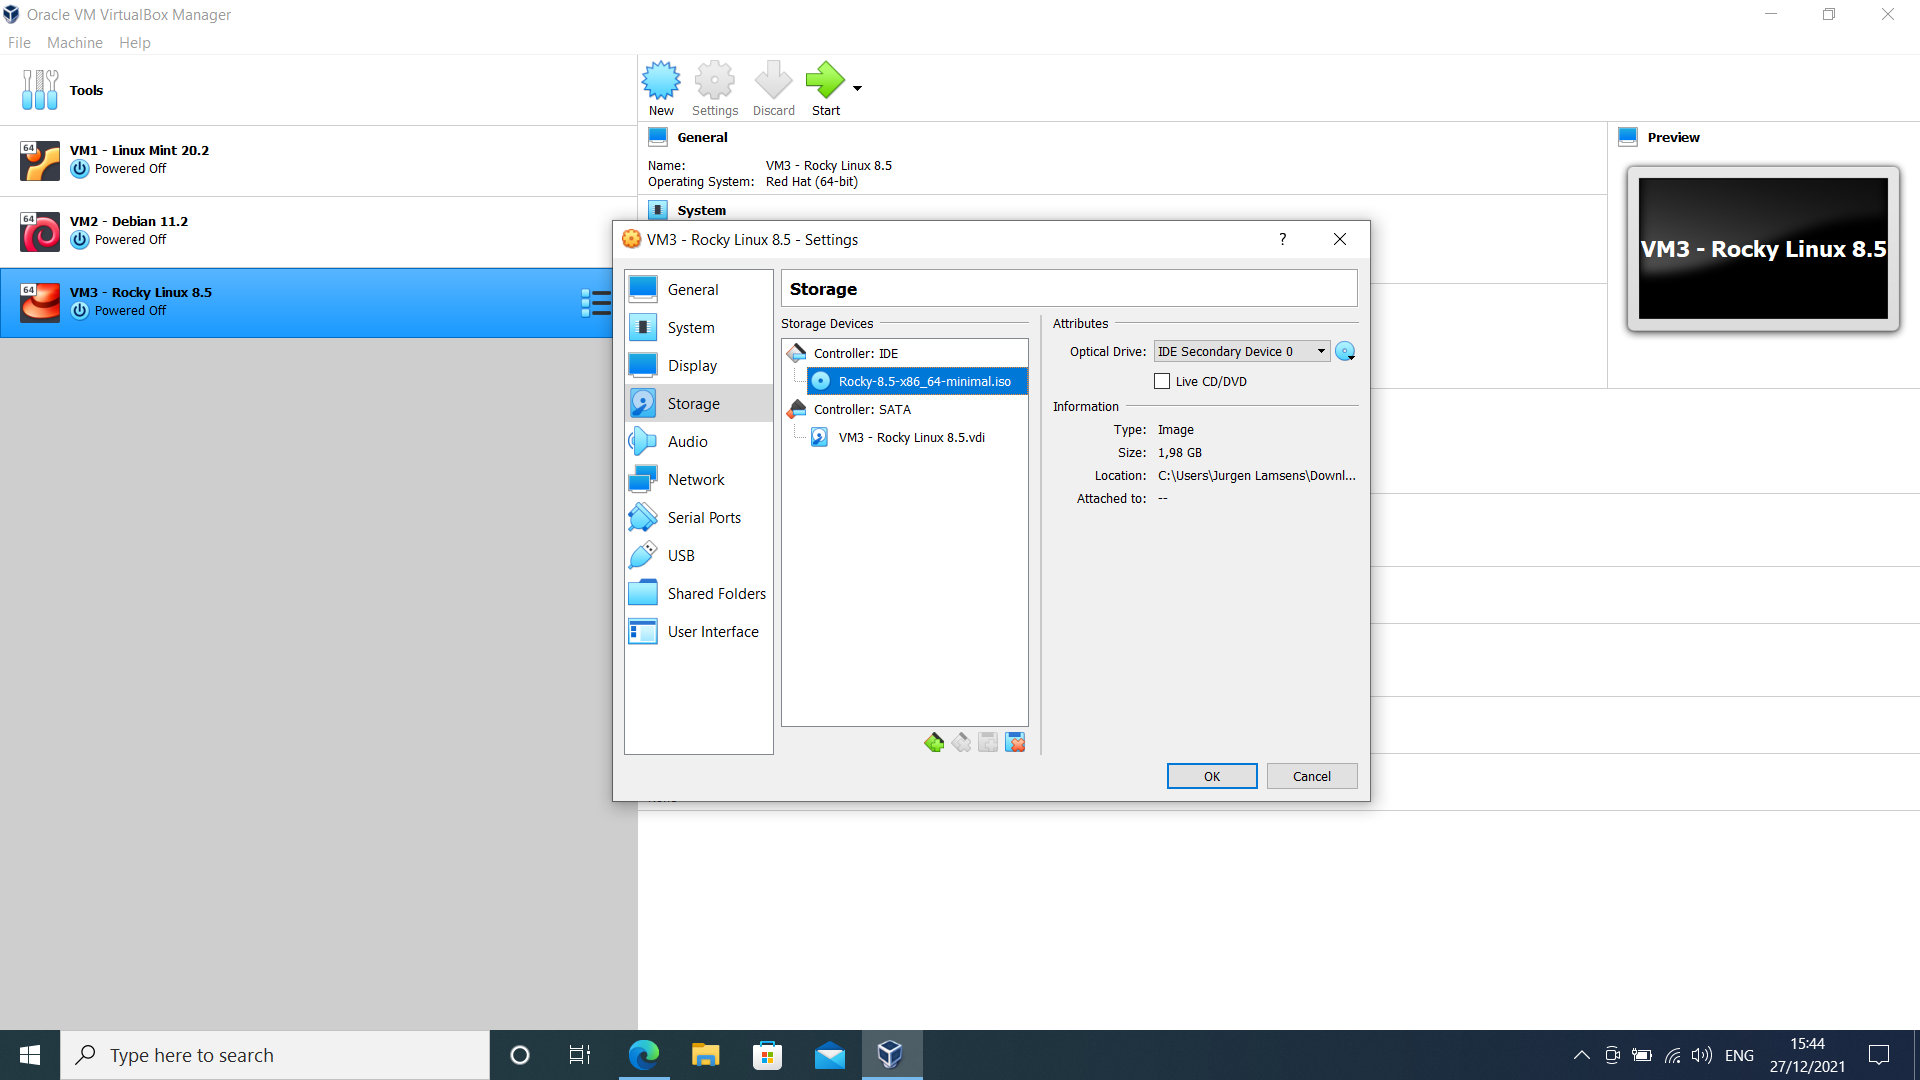 Oracle VM VirtualBox Manager
File Machine Help
Tools
64
VM1 - Linux Mint 20.2
Powered Off
64
VM2 - Debian 11.2
Powered Off
64
VM3 - Rocky Linux 8.5
Powered Off
New Settings Discard Start
General
Name: VM3 - Rocky Linux 8.5
Operating System: Red Hat (64-bit)
System
Preview
VM3 - Rocky Linux 8.5
VM3 - Rocky Linux 8.5 - Settings
?
General
System
Display
Storage
Audio
Network
Serial Ports
USB
Shared Folders
User Interface
Storage
Storage Devices
Controller: IDE
Rocky-8.5-x86_64-minimal.iso
Controller: SATA
VM3 - Rocky Linux 8.5.vdi
Attributes
Optical Drive: IDE Secondary Device 0
Live CD/DVD
Information
Type: Image
Size: 1,98 GB
Location: C:\Users\Jurgen Lamsens\Downl...
Attached to: --
OK Cancel
Type here to search
ENG
15:44
27/12/2021